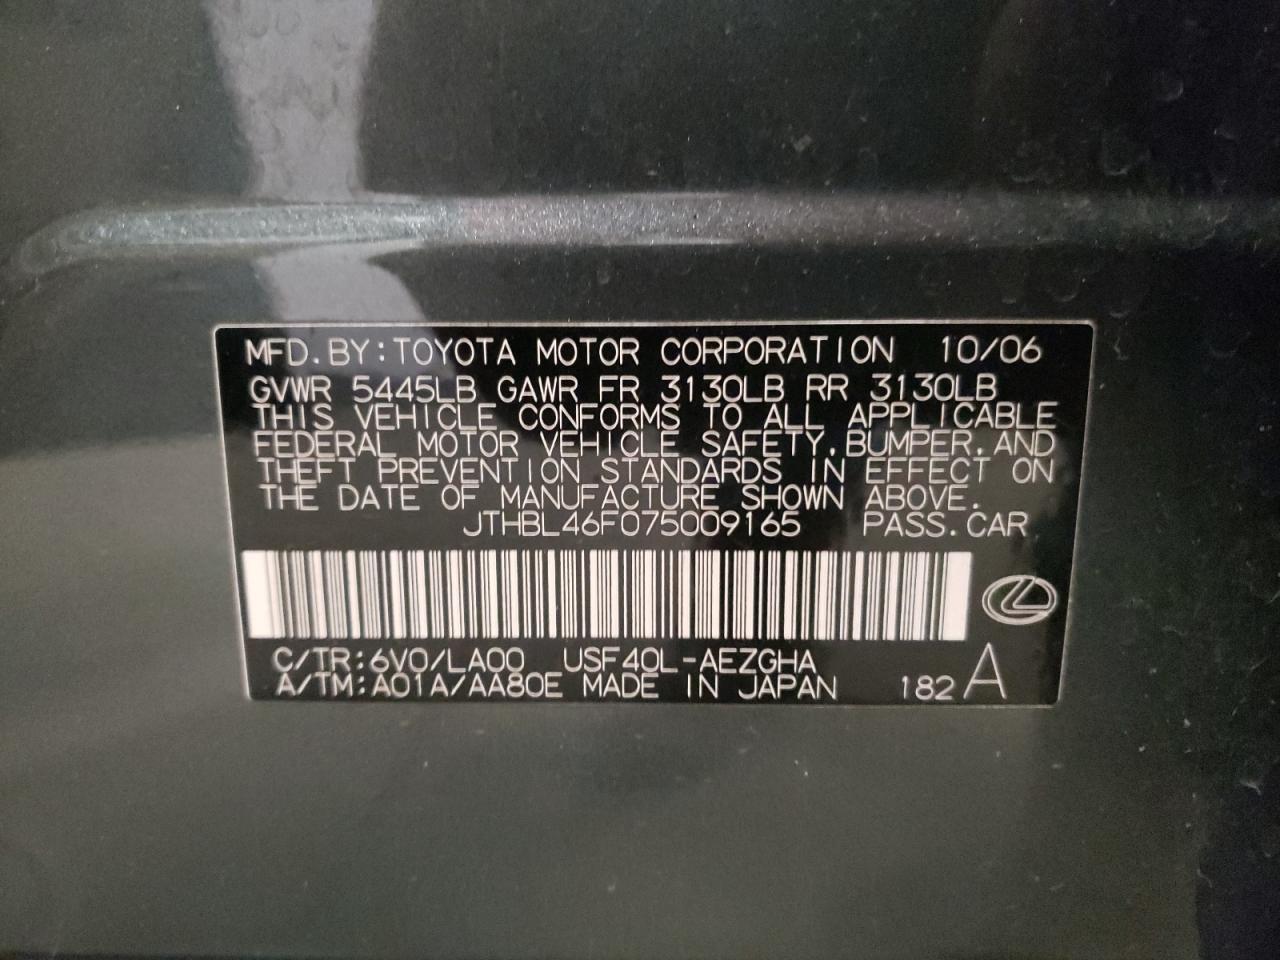 MFD.BY:TOYOTA MOTOR CORPORATION 10/06
GVWR 5445LB GAWR FR 3130LB RR 3130LB
THIS VEHICLE CONFORMS TO ALL APPLICABLE
FEDERAL MOTOR VEHICLE SAFETY,BUMPER,AND
THEFT PREVENTION STANDARDS IN EFFECT ON
THE DATE OF MANUFACTURE SHOWN ABOVE.
JTHBL46F075009165 PASS.CAR
C/TR:6V0/LA00 USF40L-AEZGHA
A/TM:A01A/AA80E MADE IN JAPAN 182 A